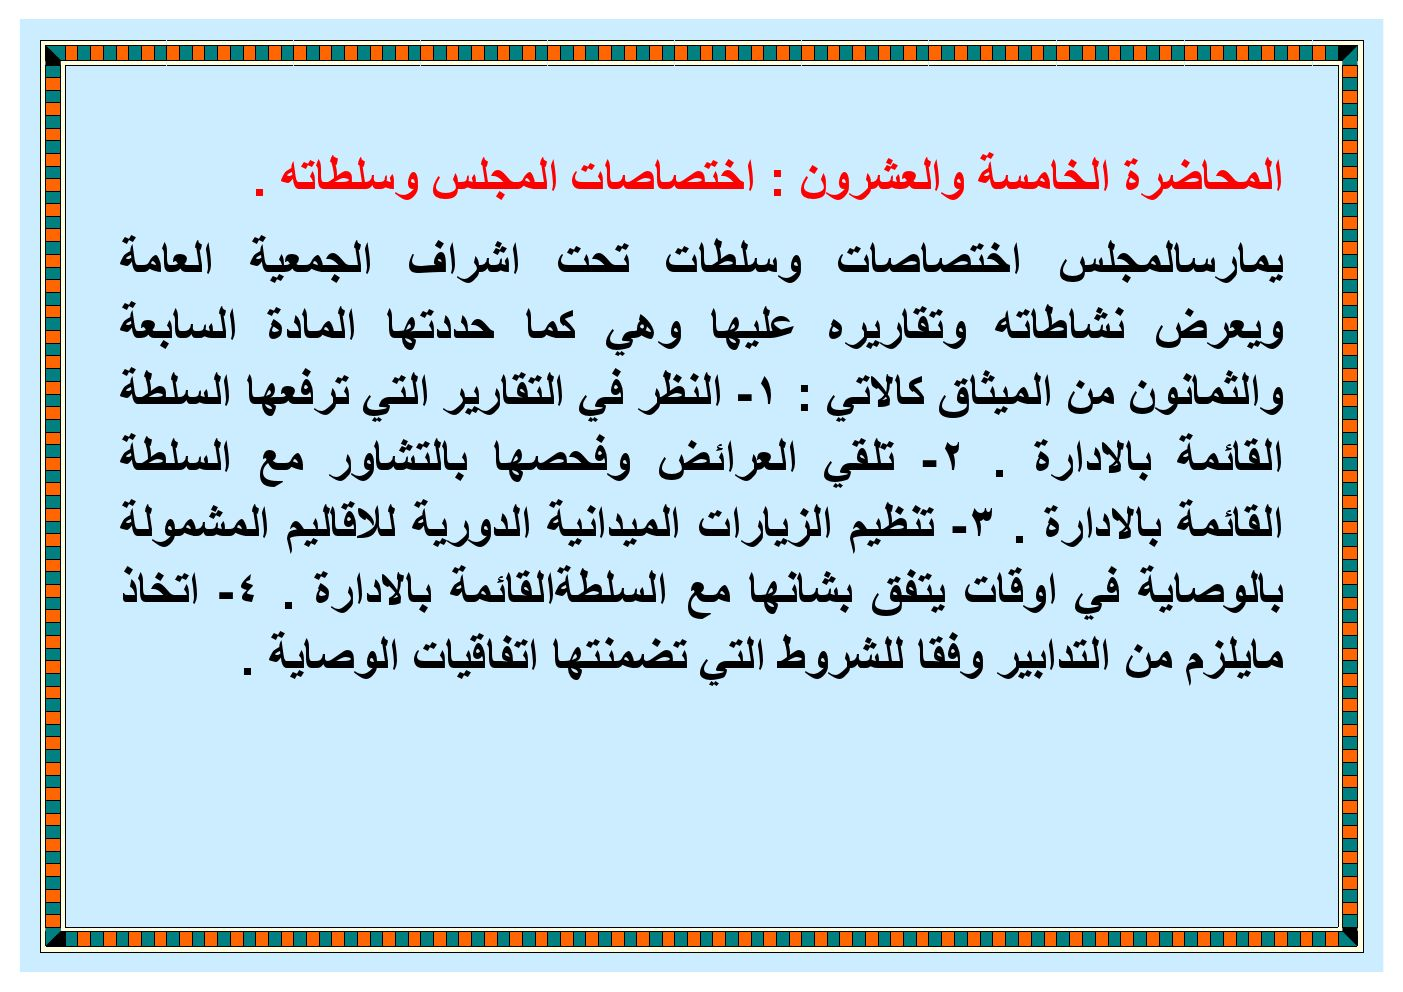 المحاضرة الخامسة والعشرون : اختصاصات المجلس وسلطاته .
يمارسالمجلس اختصاصات وسلطات تحت اشراف الجمعية العامة
ويعرض نشاطاته وتقاريره عليها وهي كما حددتها المادة السابعة
والثمانون من الميثاق كالاتي : ١- النظر في التقارير التي ترفعها السلطة
القائمة بالادارة . ٢- تلقي العرائض وفحصها بالتشاور مع السلطة
القائمة بالادارة . ٣- تنظيم الزيارات الميدانية الدورية للاقاليم المشمولة
بالوصاية في اوقات يتفق بشانها مع السلطةالقائمة بالادارة . ٤- اتخاذ
مايلزم من التدابير وفقا للشروط التي تضمنتها اتفاقيات الوصاية .